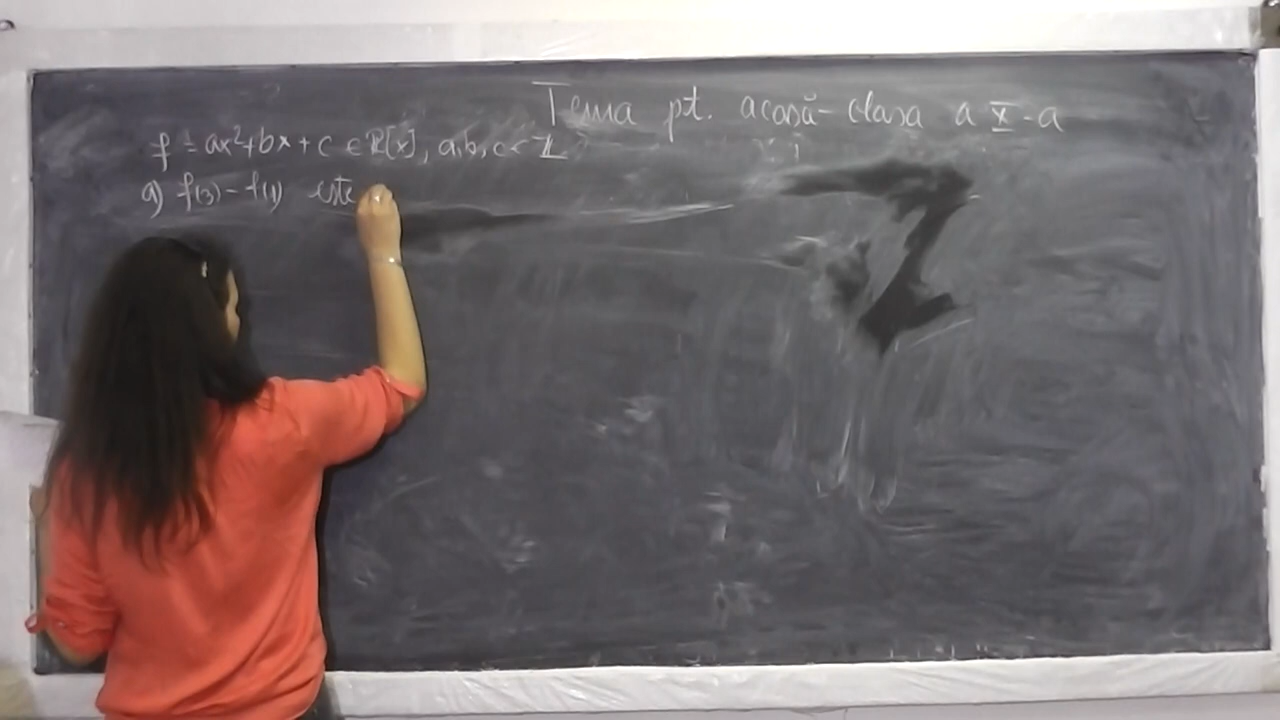 Tema pt. acasă - clasa a X-a
f = ax²+bx+c ∈ R[x], a,b,c ∈ Z
a) f(3) - f(1) este